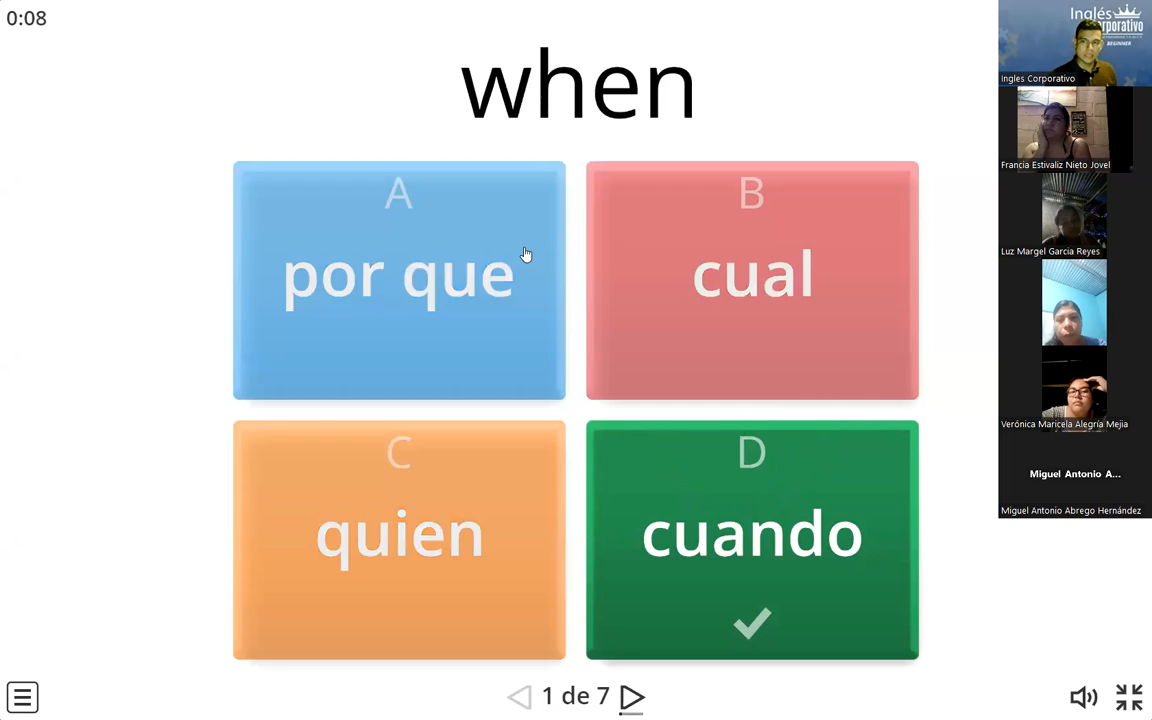 0:08
when
A
por que
B
cual
C
quien
D
cuando
1 de 7
Inglés
Corporativo
BEGINNER
Ingles Corporativo
Francia Estivaliz Nieto Jovel
Luz Margel Garcia Reyes
Verónica Maricela Alegría Mejia
Miguel Antonio A...
Miguel Antonio Abrego Hernández